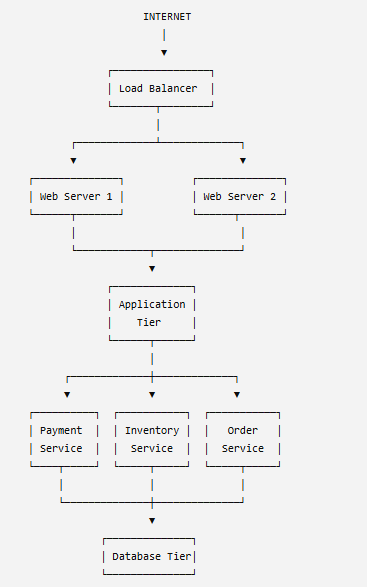 INTERNET
Load Balancer
Web Server 1 Web Server 2
Application
Tier
Payment Inventory Order
Service Service Service
Database Tier